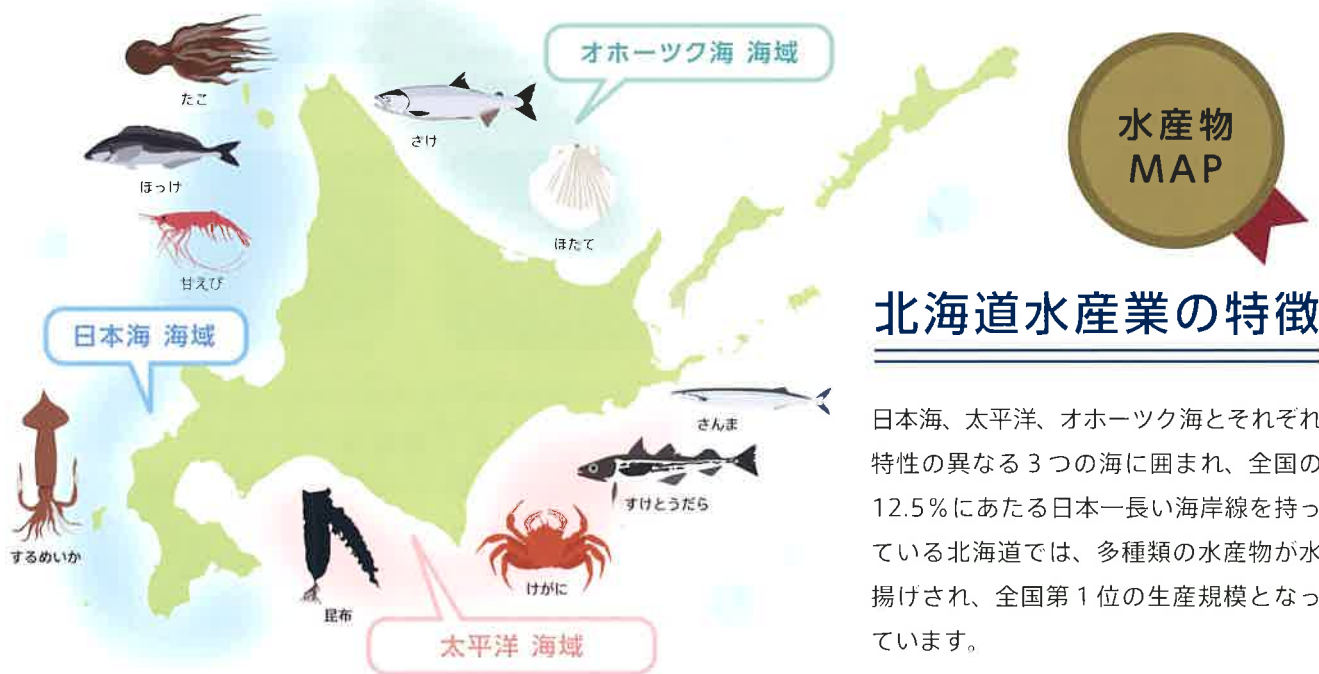 オホーツク海 海域
たこ
さけ
水産物
MAP
ほっけ
ほたて
甘えび
北海道水産業の特徴
日本海 海域
さんま
日本海、太平洋、オホーツク海とそれぞれ
特性の異なる3つの海に囲まれ、全国の
12.5%にあたる日本一長い海岸線を持っ
ている北海道では、多種類の水産物が水
揚げされ、全国第1位の生産規模となっ
ています。
すけとうだら
するめいか
けがに
昆布
太平洋 海域